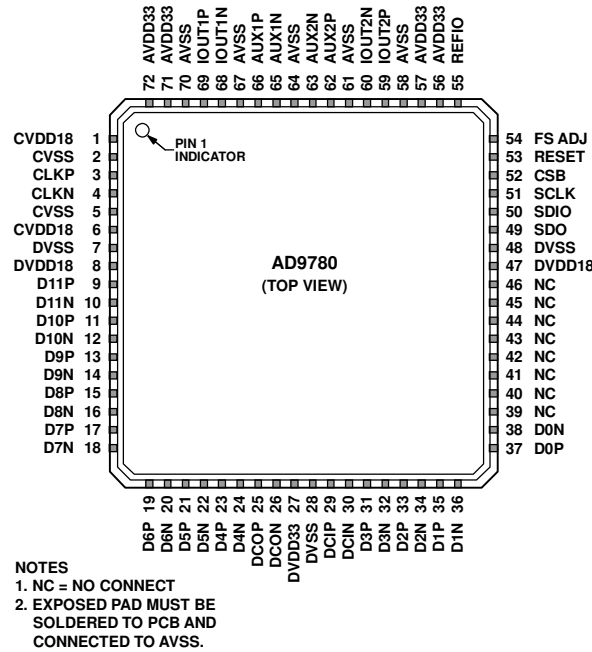 72 AVDD33
71 AVDD33
70 AVSS
69 IOUT1P
68 IOUT1N
67 AVSS
66 AUX1P
65 AUX1N
64 AVSS
63 AUX2N
62 AUX2P
61 AVSS
60 IOUT2N
59 IOUT2P
58 AVSS
57 AVDD33
56 AVDD33
55 REFIO
CVDD18 1
CVSS 2
CLKP 3
CLKN 4
CVSS 5
CVDD18 6
DVSS 7
DVDD18 8
D11P 9
D11N 10
D10P 11
D10N 12
D9P 13
D9N 14
D8P 15
D8N 16
D7P 17
D7N 18
PIN 1
INDICATOR
AD9780
(TOP VIEW)
54 FS ADJ
53 RESET
52 CSB
51 SCLK
50 SDIO
49 SDO
48 DVSS
47 DVDD18
46 NC
45 NC
44 NC
43 NC
42 NC
41 NC
40 NC
39 NC
38 D0N
37 D0P
D6P 19
D6N 20
D5P 21
D5N 22
D4P 23
D4N 24
DCOP 25
DCON 26
DVDD33 27
DVSS 28
DCIP 29
DCIN 30
D3P 31
D3N 32
D2P 33
D2N 34
D1P 35
D1N 36
NOTES
1. NC = NO CONNECT
2. EXPOSED PAD MUST BE
SOLDERED TO PCB AND
CONNECTED TO AVSS.